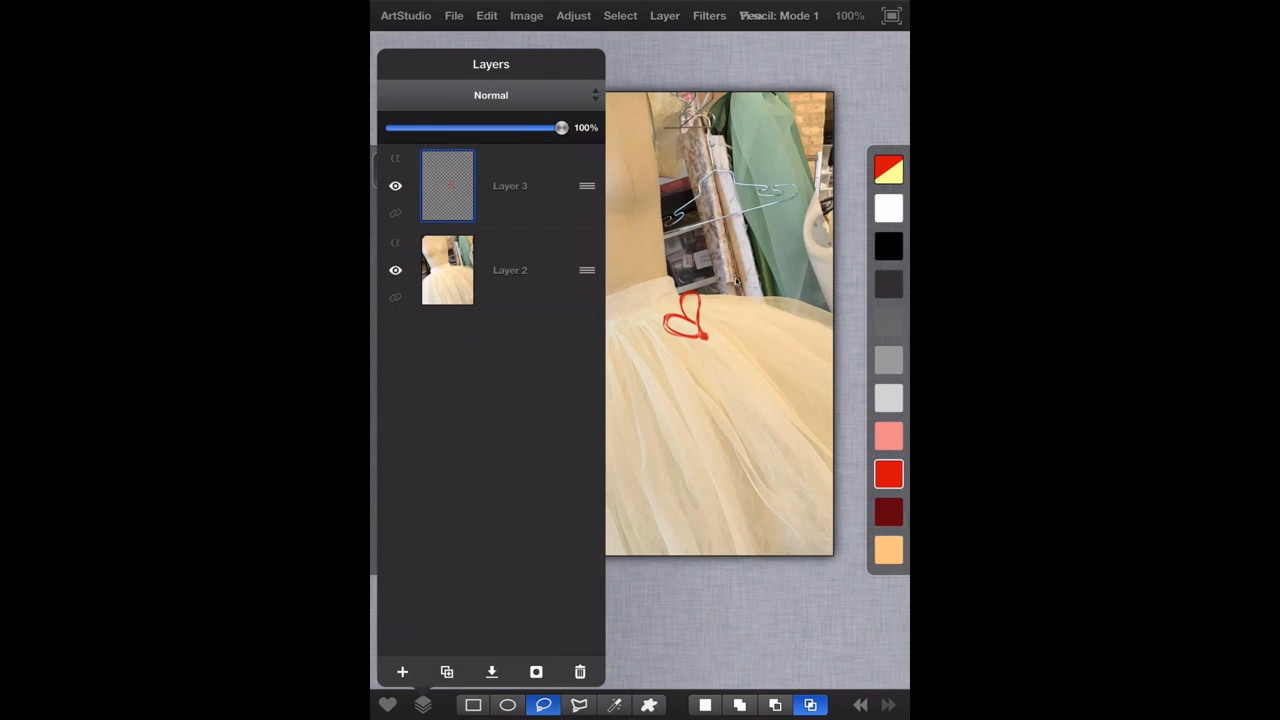 ArtStudio File Edit Image Adjust Select Layer Filters Pencil: Mode 1 100%
Layers
Normal
100%
α
Layer 3
α
Layer 2